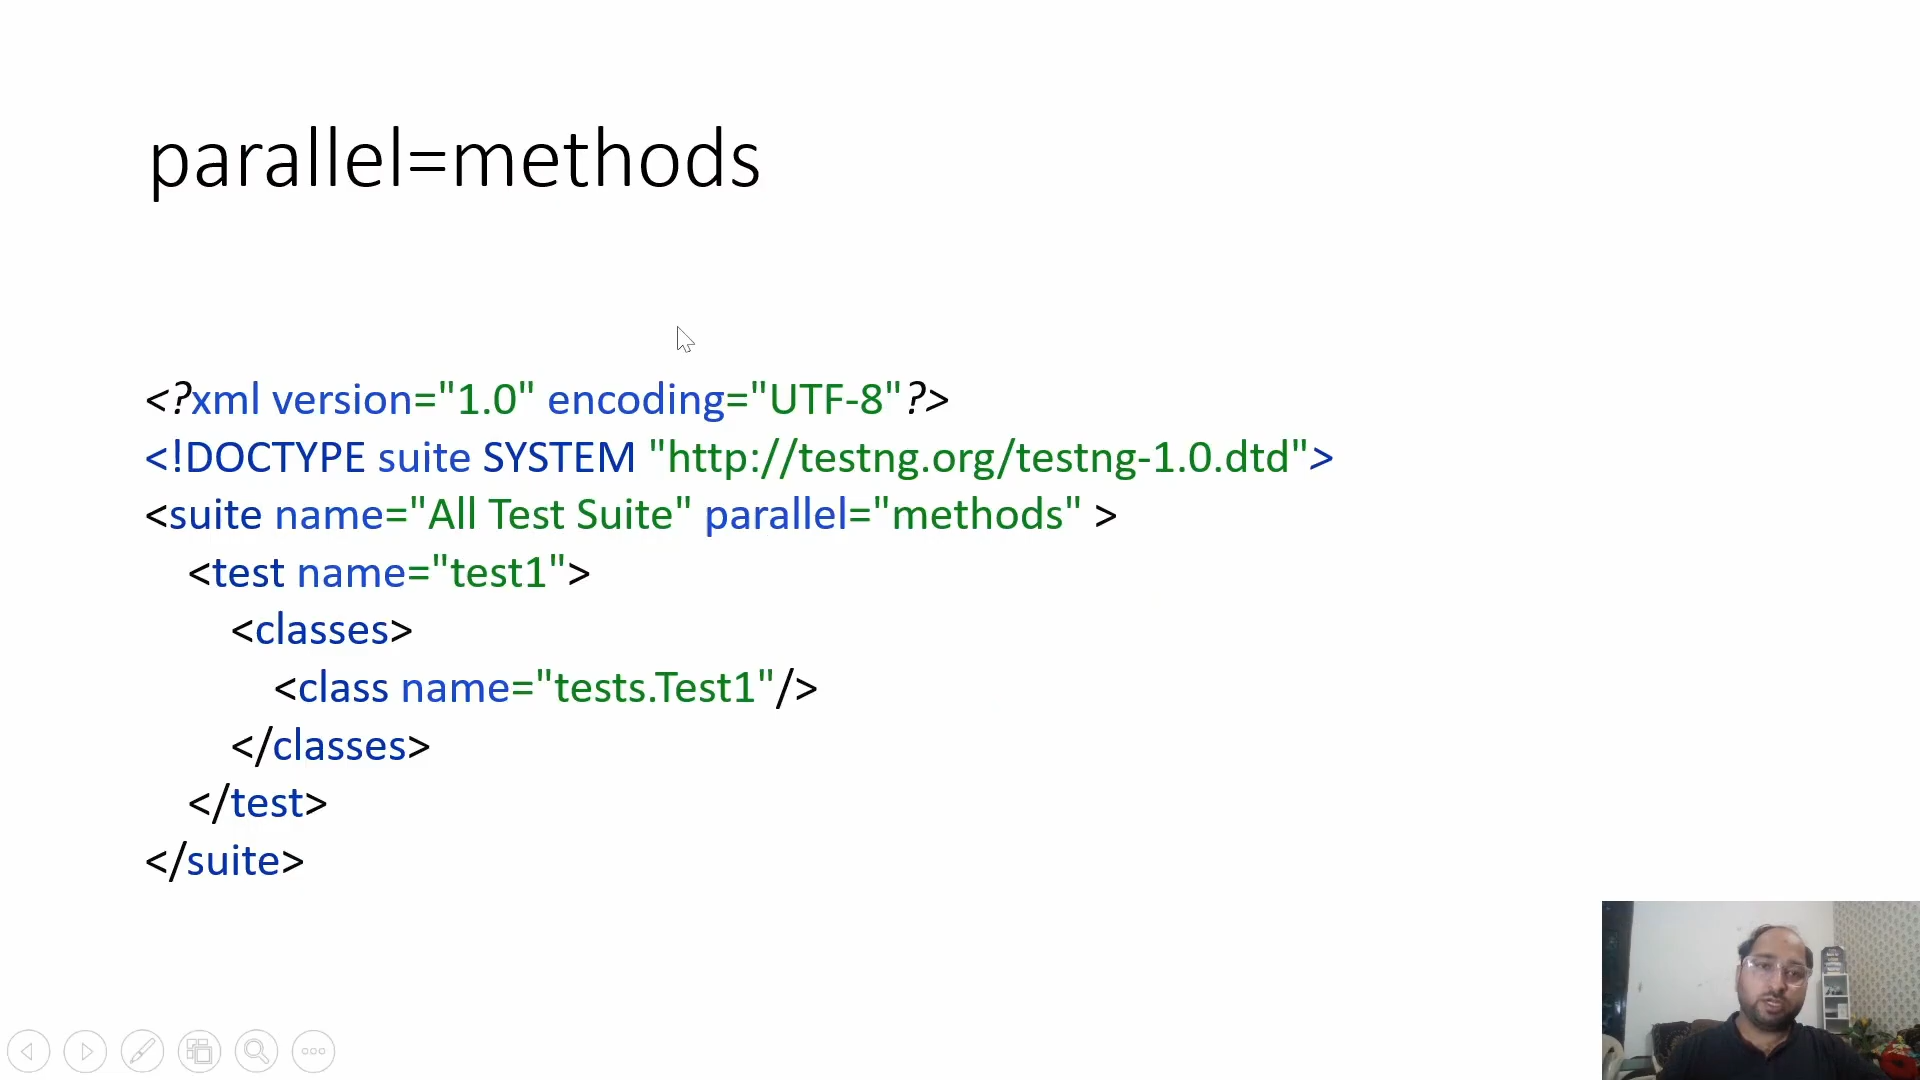 parallel=methods
<?xml version="1.0" encoding="UTF-8"?>
<!DOCTYPE suite SYSTEM "http://testng.org/testng-1.0.dtd">
<suite name="All Test Suite" parallel="methods" >
<test name="test1">
<classes>
<class name="tests.Test1"/>
</classes>
</test>
</suite>